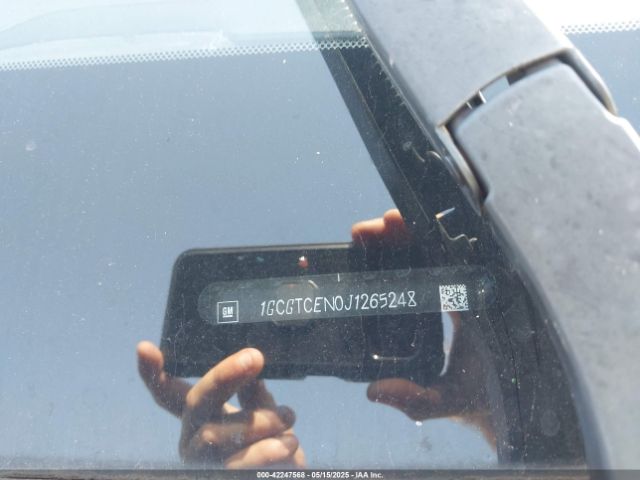 GM 1GCGTCEN0J1265248
000-42247568 - 05/15/2025 - IAA Inc.